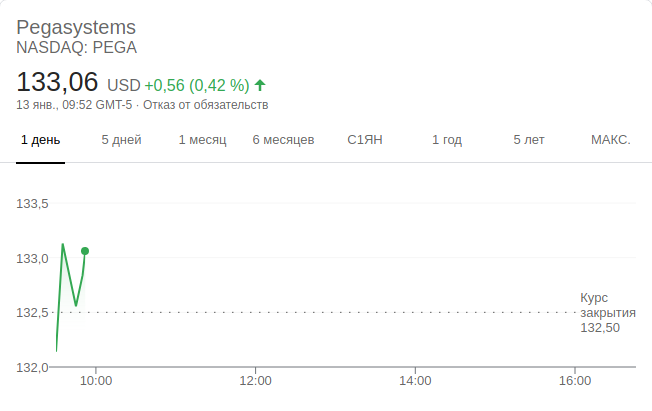 Pegasystems
NASDAQ: PEGA
133,06 USD +0,56 (0,42 %)
13 янв., 09:52 GMT-5 · Отказ от обязательств
1 день 5 дней 1 месяц 6 месяцев С1ЯН 1 год 5 лет МАКС.
133,5
133,0
132,5
132,0
Курс
закрытия
132,50
10:00 12:00 14:00 16:00